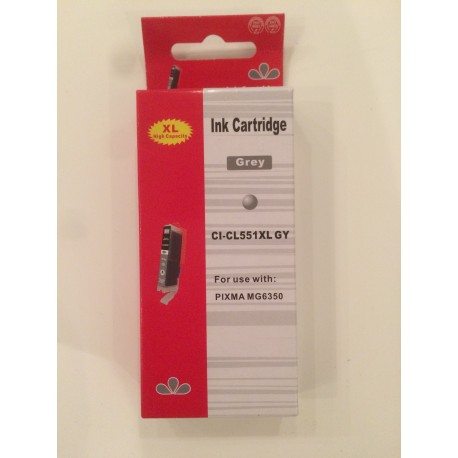 XL
High Capacity
Ink Cartridge
Grey
CI-CL551XL GY
For use with:
PIXMA MG6350